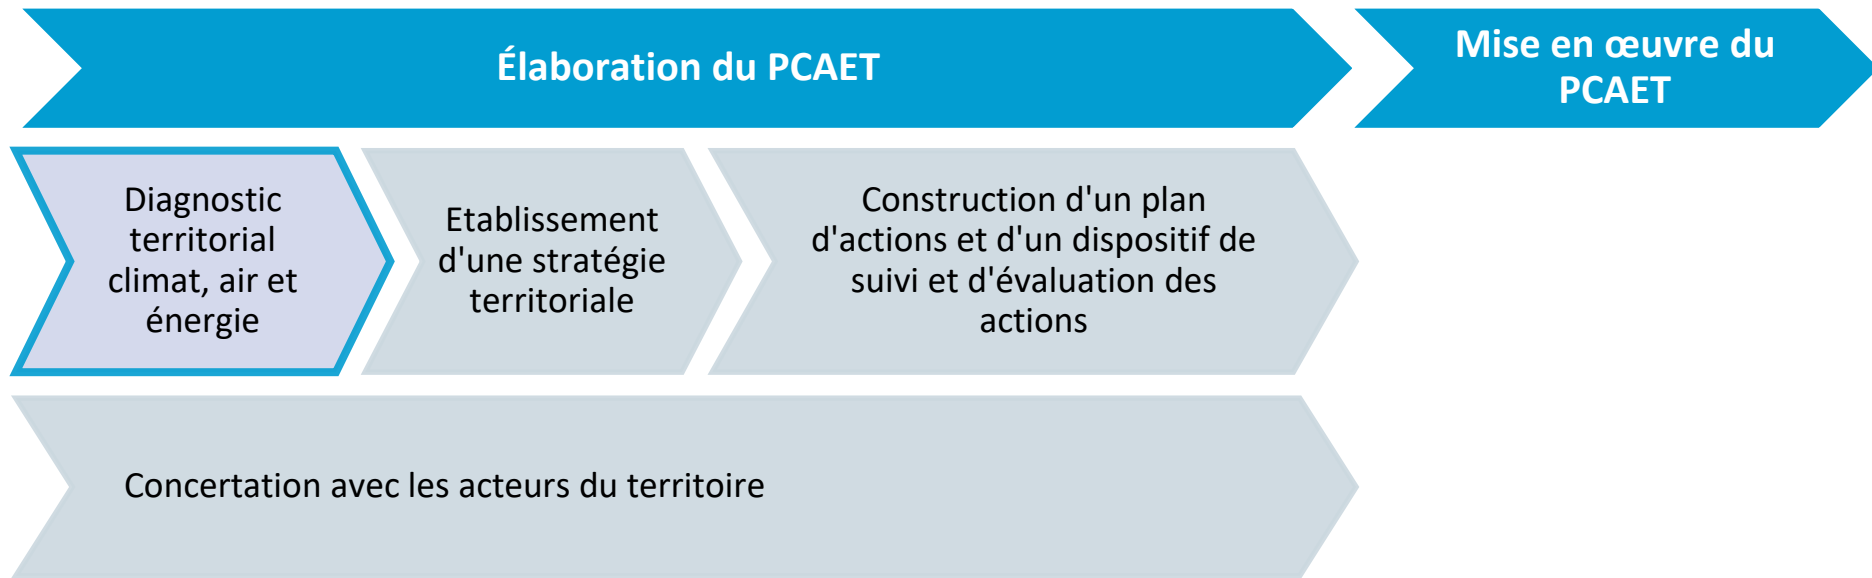 Élaboration du PCAET
Mise en œuvre du
PCAET
Diagnostic
territorial
climat, air et
énergie
Etablissement
d'une stratégie
territoriale
Construction d'un plan
d'actions et d'un dispositif de
suivi et d'évaluation des
actions
Concertation avec les acteurs du territoire